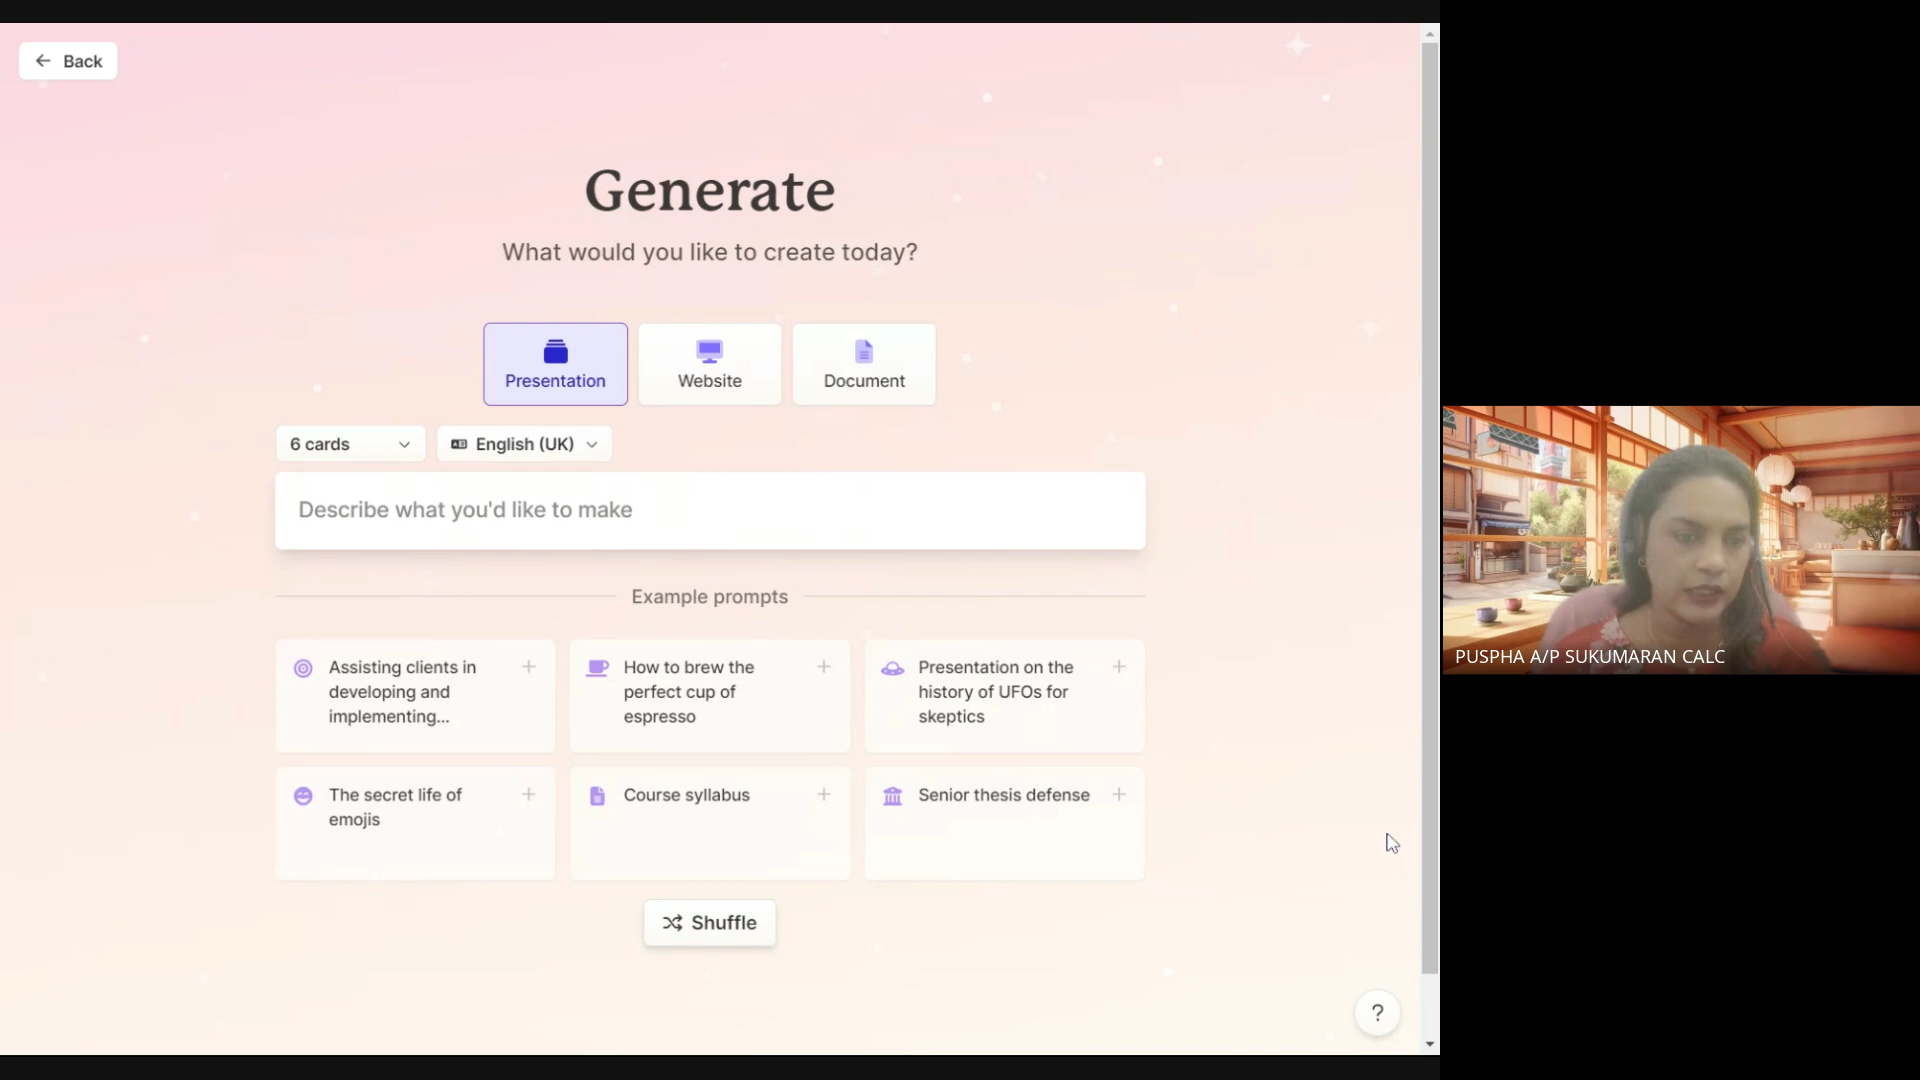 Back
Generate
What would you like to create today?
Presentation
Website
Document
6 cards
English (UK)
Describe what you'd like to make
Example prompts
Assisting clients in
developing and
implementing...
How to brew the
perfect cup of
espresso
Presentation on the
history of UFOs for
skeptics
The secret life of
emojis
Course syllabus
Senior thesis defense
Shuffle
?
PUSPHA A/P SUKUMARAN CALC